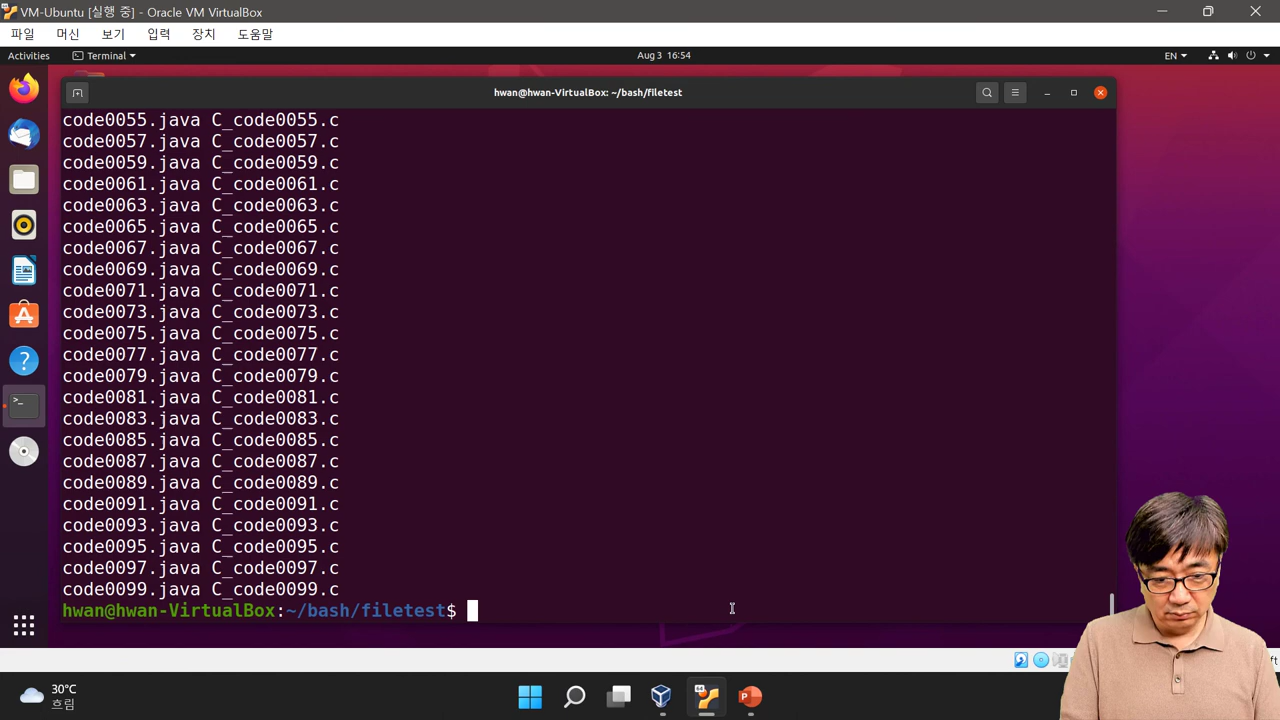 VM-Ubuntu [실행 중] - Oracle VM VirtualBox
파일 머신 보기 입력 장치 도움말
Activities Terminal Aug 3 16:54 EN
hwan@hwan-VirtualBox: ~/bash/filetest
code0055.java C_code0055.c
code0057.java C_code0057.c
code0059.java C_code0059.c
code0061.java C_code0061.c
code0063.java C_code0063.c
code0065.java C_code0065.c
code0067.java C_code0067.c
code0069.java C_code0069.c
code0071.java C_code0071.c
code0073.java C_code0073.c
code0075.java C_code0075.c
code0077.java C_code0077.c
code0079.java C_code0079.c
code0081.java C_code0081.c
code0083.java C_code0083.c
code0085.java C_code0085.c
code0087.java C_code0087.c
code0089.java C_code0089.c
code0091.java C_code0091.c
code0093.java C_code0093.c
code0095.java C_code0095.c
code0097.java C_code0097.c
code0099.java C_code0099.c
hwan@hwan-VirtualBox:~/bash/filetest$
30°C
흐림